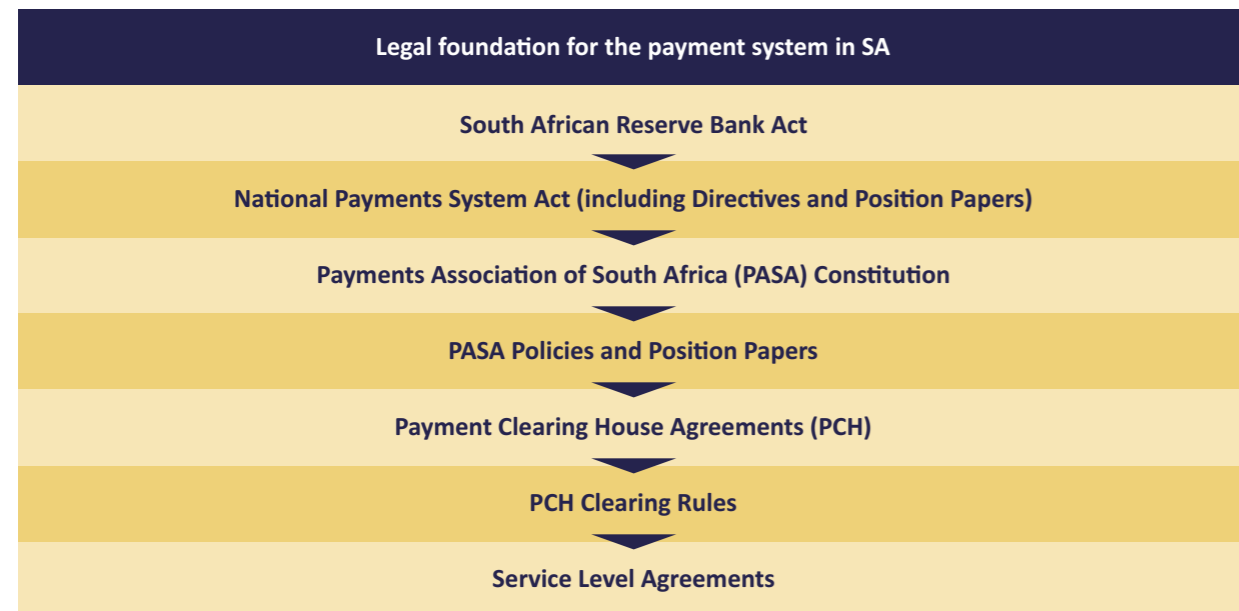 Legal foundation for the payment system in SA
South African Reserve Bank Act
National Payments System Act (including Directives and Position Papers)
Payments Association of South Africa (PASA) Constitution
PASA Policies and Position Papers
Payment Clearing House Agreements (PCH)
PCH Clearing Rules
Service Level Agreements